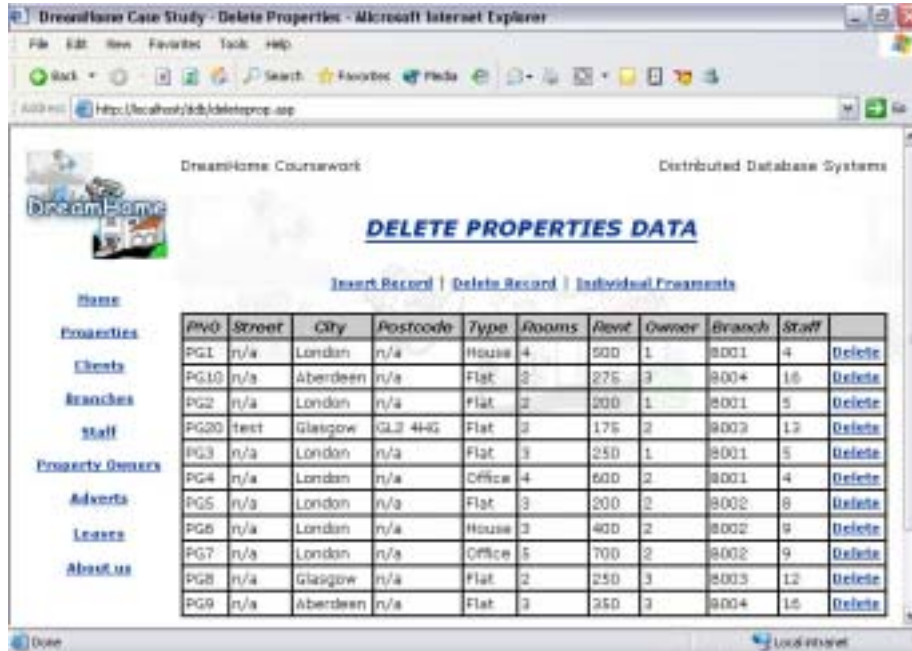 DreamHome Case Study - Delete Properties - Microsoft Internet Explorer
File Edit View Favorites Tools Help
Back Search Favorites Media
Address http://localhost/ddb/deleteprop.asp Go
DreamHome Coursework Distributed Database Systems
DreamHome
DELETE PROPERTIES DATA
Insert Record | Delete Record | Individual Fragments
Home
Properties
Clients
Branches
Staff
Property Owners
Adverts
Leases
About us
PNO Street City Postcode Type Rooms Rent Owner Branch Staff
PG1 n/a London n/a House 4 500 1 B001 4 Delete
PG10 n/a Aberdeen n/a Flat 2 275 3 B004 16 Delete
PG2 n/a London n/a Flat 2 200 1 B001 5 Delete
PG20 test Glasgow GL2 4HG Flat 2 175 2 B003 13 Delete
PG3 n/a London n/a Flat 3 250 1 B001 5 Delete
PG4 n/a London n/a Office 4 600 2 B001 4 Delete
PG5 n/a London n/a Flat 3 200 2 B002 8 Delete
PG6 n/a London n/a House 3 400 2 B002 9 Delete
PG7 n/a London n/a Office 5 700 2 B002 9 Delete
PG8 n/a Glasgow n/a Flat 2 250 3 B003 12 Delete
PG9 n/a Aberdeen n/a Flat 3 350 3 B004 16 Delete
Done Local intranet